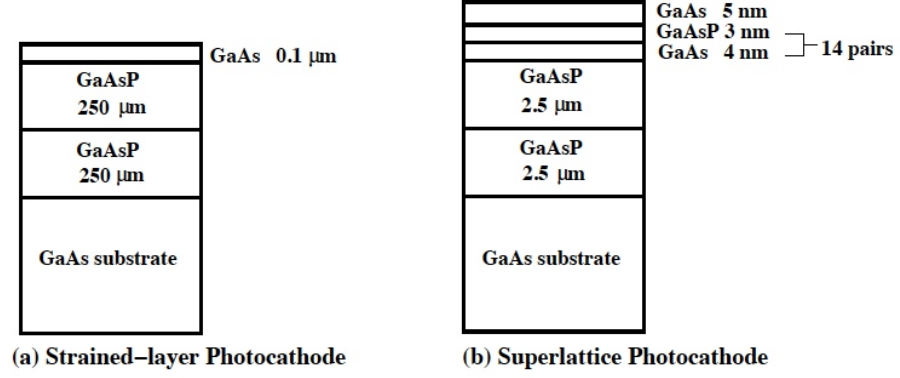 GaAs 0.1 μm
GaAsP
250 μm
GaAsP
250 μm
GaAs substrate
(a) Strained-layer Photocathode
GaAs 5 nm
GaAsP 3 nm
GaAs 4 nm
14 pairs
GaAsP
2.5 μm
GaAsP
2.5 μm
GaAs substrate
(b) Superlattice Photocathode